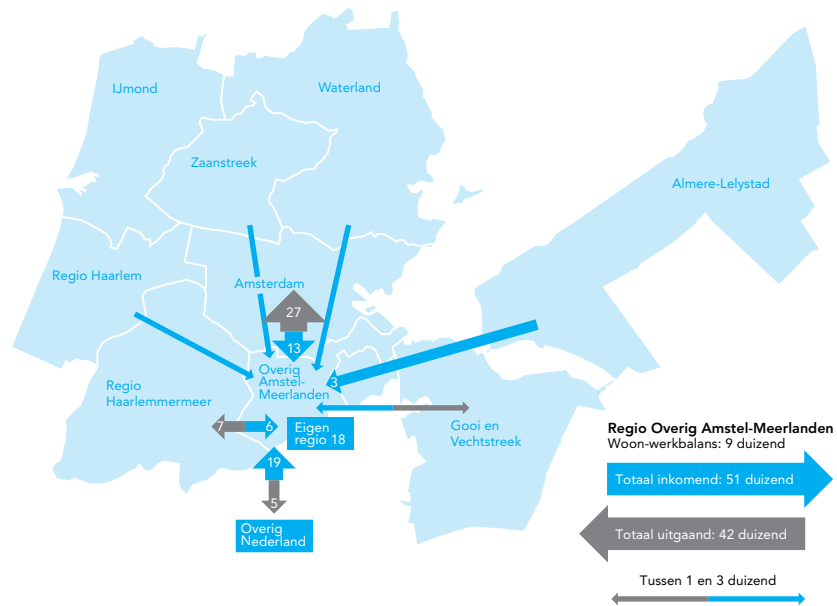 IJmond
Waterland
Zaanstreek
Almere-Lelystad
Regio Haarlem
Amsterdam
27
13
Overig
Amstel-
Meerlanden
3
Regio
Haarlemmermeer
7
6
Eigen
regio 18
Gooi en
Vechtstreek
19
5
Overig
Nederland
Regio Overig Amstel-Meerlanden
Woon-werkbalans: 9 duizend
Totaal inkomend: 51 duizend
Totaal uitgaand: 42 duizend
Tussen 1 en 3 duizend